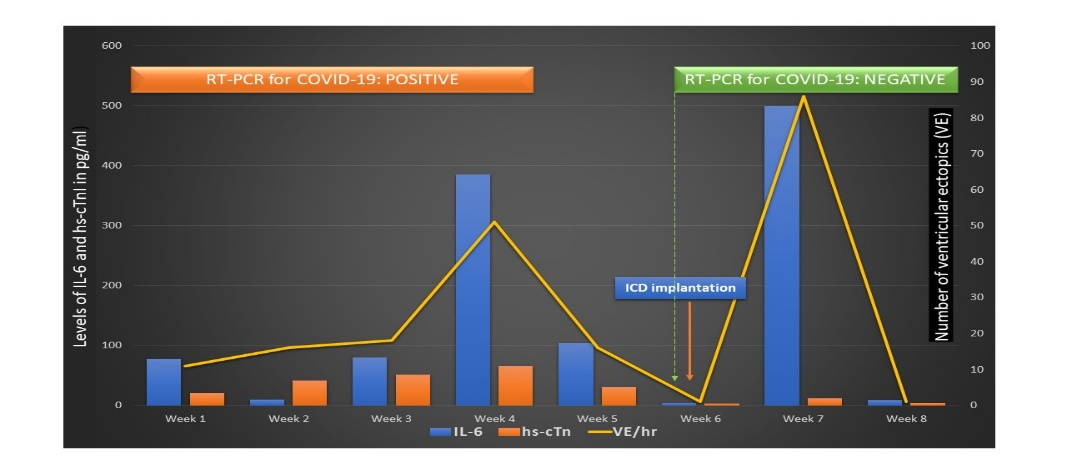 600
500
400
300
200
100
0
Levels of IL-6 and hs-cTnI in pg/ml)
RT-PCR for COVID-19: POSITIVE
RT-PCR for COVID-19: NEGATIVE
ICD implantation
100
90
80
70
60
50
40
30
20
10
0
Number of ventricular ectopics (VE)
Week 1 Week 2 Week 3 Week 4 Week 5 Week 6 Week 7 Week 8
IL-6 hs-cTn VE/hr